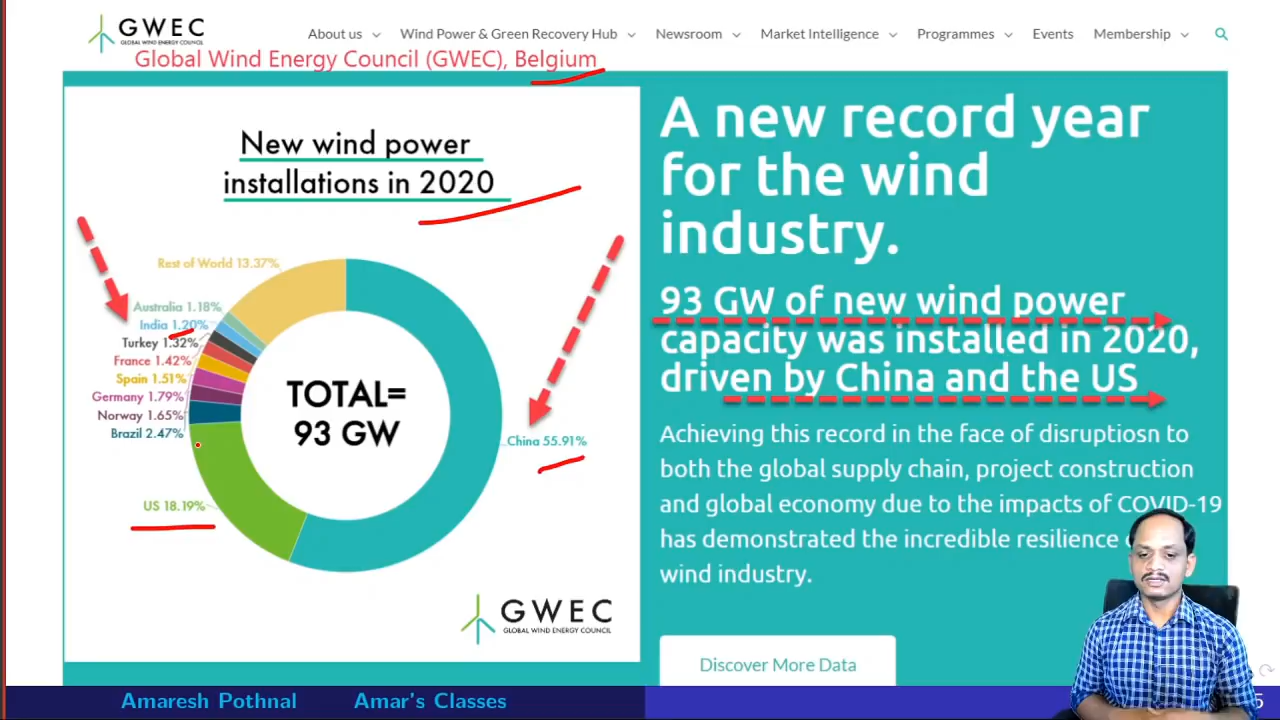 GWEC
GLOBAL WIND ENERGY COUNCIL
About us
Wind Power & Green Recovery Hub
Newsroom
Market Intelligence
Programmes
Events
Membership
Global Wind Energy Council (GWEC), Belgium
New wind power
installations in 2020
Rest of World 13.37%
Australia 1.18%
India 1.20%
Turkey 1.32%
France 1.42%
Spain 1.51%
Germany 1.79%
Norway 1.65%
Brazil 2.47%
US 18.19%
China 55.91%
TOTAL=
93 GW
GWEC
GLOBAL WIND ENERGY COUNCIL
A new record year
for the wind
industry.
93 GW of new wind power
capacity was installed in 2020,
driven by China and the US
Achieving this record in the face of disruptiosn to
both the global supply chain, project construction
and global economy due to the impacts of COVID-19
has demonstrated the incredible resilience
wind industry.
Discover More Data
Amaresh Pothnal
Amar's Classes
5